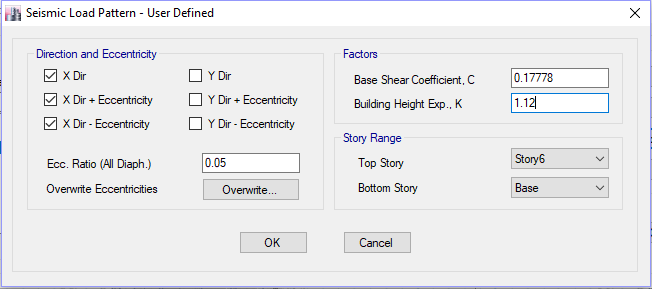 Seismic Load Pattern - User Defined
Direction and Eccentricity
X Dir
Y Dir
X Dir + Eccentricity
Y Dir + Eccentricity
X Dir - Eccentricity
Y Dir - Eccentricity
Ecc. Ratio (All Diaph.)
0.05
Overwrite Eccentricities
Overwrite...
Factors
Base Shear Coefficient, C
0.17778
Building Height Exp., K
1.12
Story Range
Top Story
Story6
Bottom Story
Base
OK
Cancel